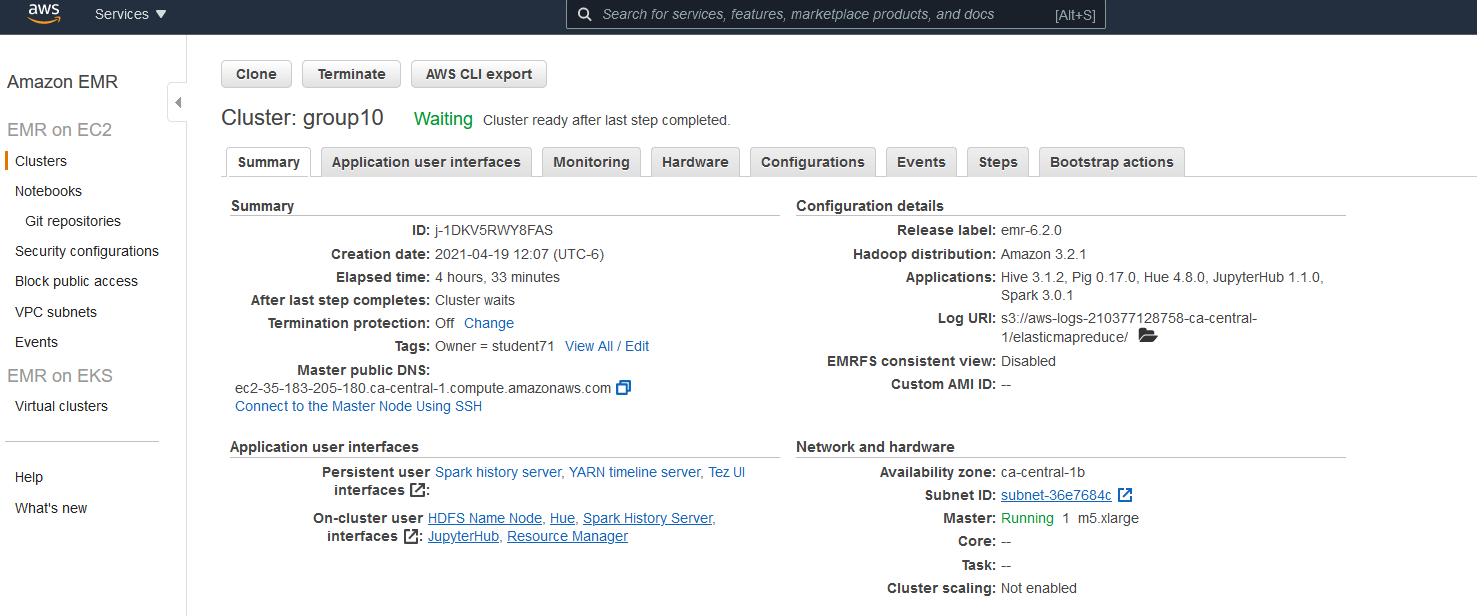 aws
Services ▼
Search for services, features, marketplace products, and docs [Alt+S]
Amazon EMR
EMR on EC2
Clusters
Notebooks
Git repositories
Security configurations
Block public access
VPC subnets
Events
EMR on EKS
Virtual clusters
Help
What's new
Clone Terminate AWS CLI export
Cluster: group10 Waiting Cluster ready after last step completed.
Summary Application user interfaces Monitoring Hardware Configurations Events Steps Bootstrap actions
Summary
ID: j-1DKV5RWY8FAS
Creation date: 2021-04-19 12:07 (UTC-6)
Elapsed time: 4 hours, 33 minutes
After last step completes: Cluster waits
Termination protection: Off Change
Tags: Owner = student71 View All / Edit
Master public DNS:
ec2-35-183-205-180.ca-central-1.compute.amazonaws.com
Connect to the Master Node Using SSH
Configuration details
Release label: emr-6.2.0
Hadoop distribution: Amazon 3.2.1
Applications: Hive 3.1.2, Pig 0.17.0, Hue 4.8.0, JupyterHub 1.1.0,
Spark 3.0.1
Log URI: s3://aws-logs-210377128758-ca-central-
1/elasticmapreduce/
EMRFS consistent view: Disabled
Custom AMI ID: --
Application user interfaces
Persistent user Spark history server, YARN timeline server, Tez UI
interfaces :
On-cluster user HDFS Name Node, Hue, Spark History Server,
interfaces : JupyterHub, Resource Manager
Network and hardware
Availability zone: ca-central-1b
Subnet ID: subnet-36e7684c
Master: Running 1 m5.xlarge
Core: --
Task: --
Cluster scaling: Not enabled